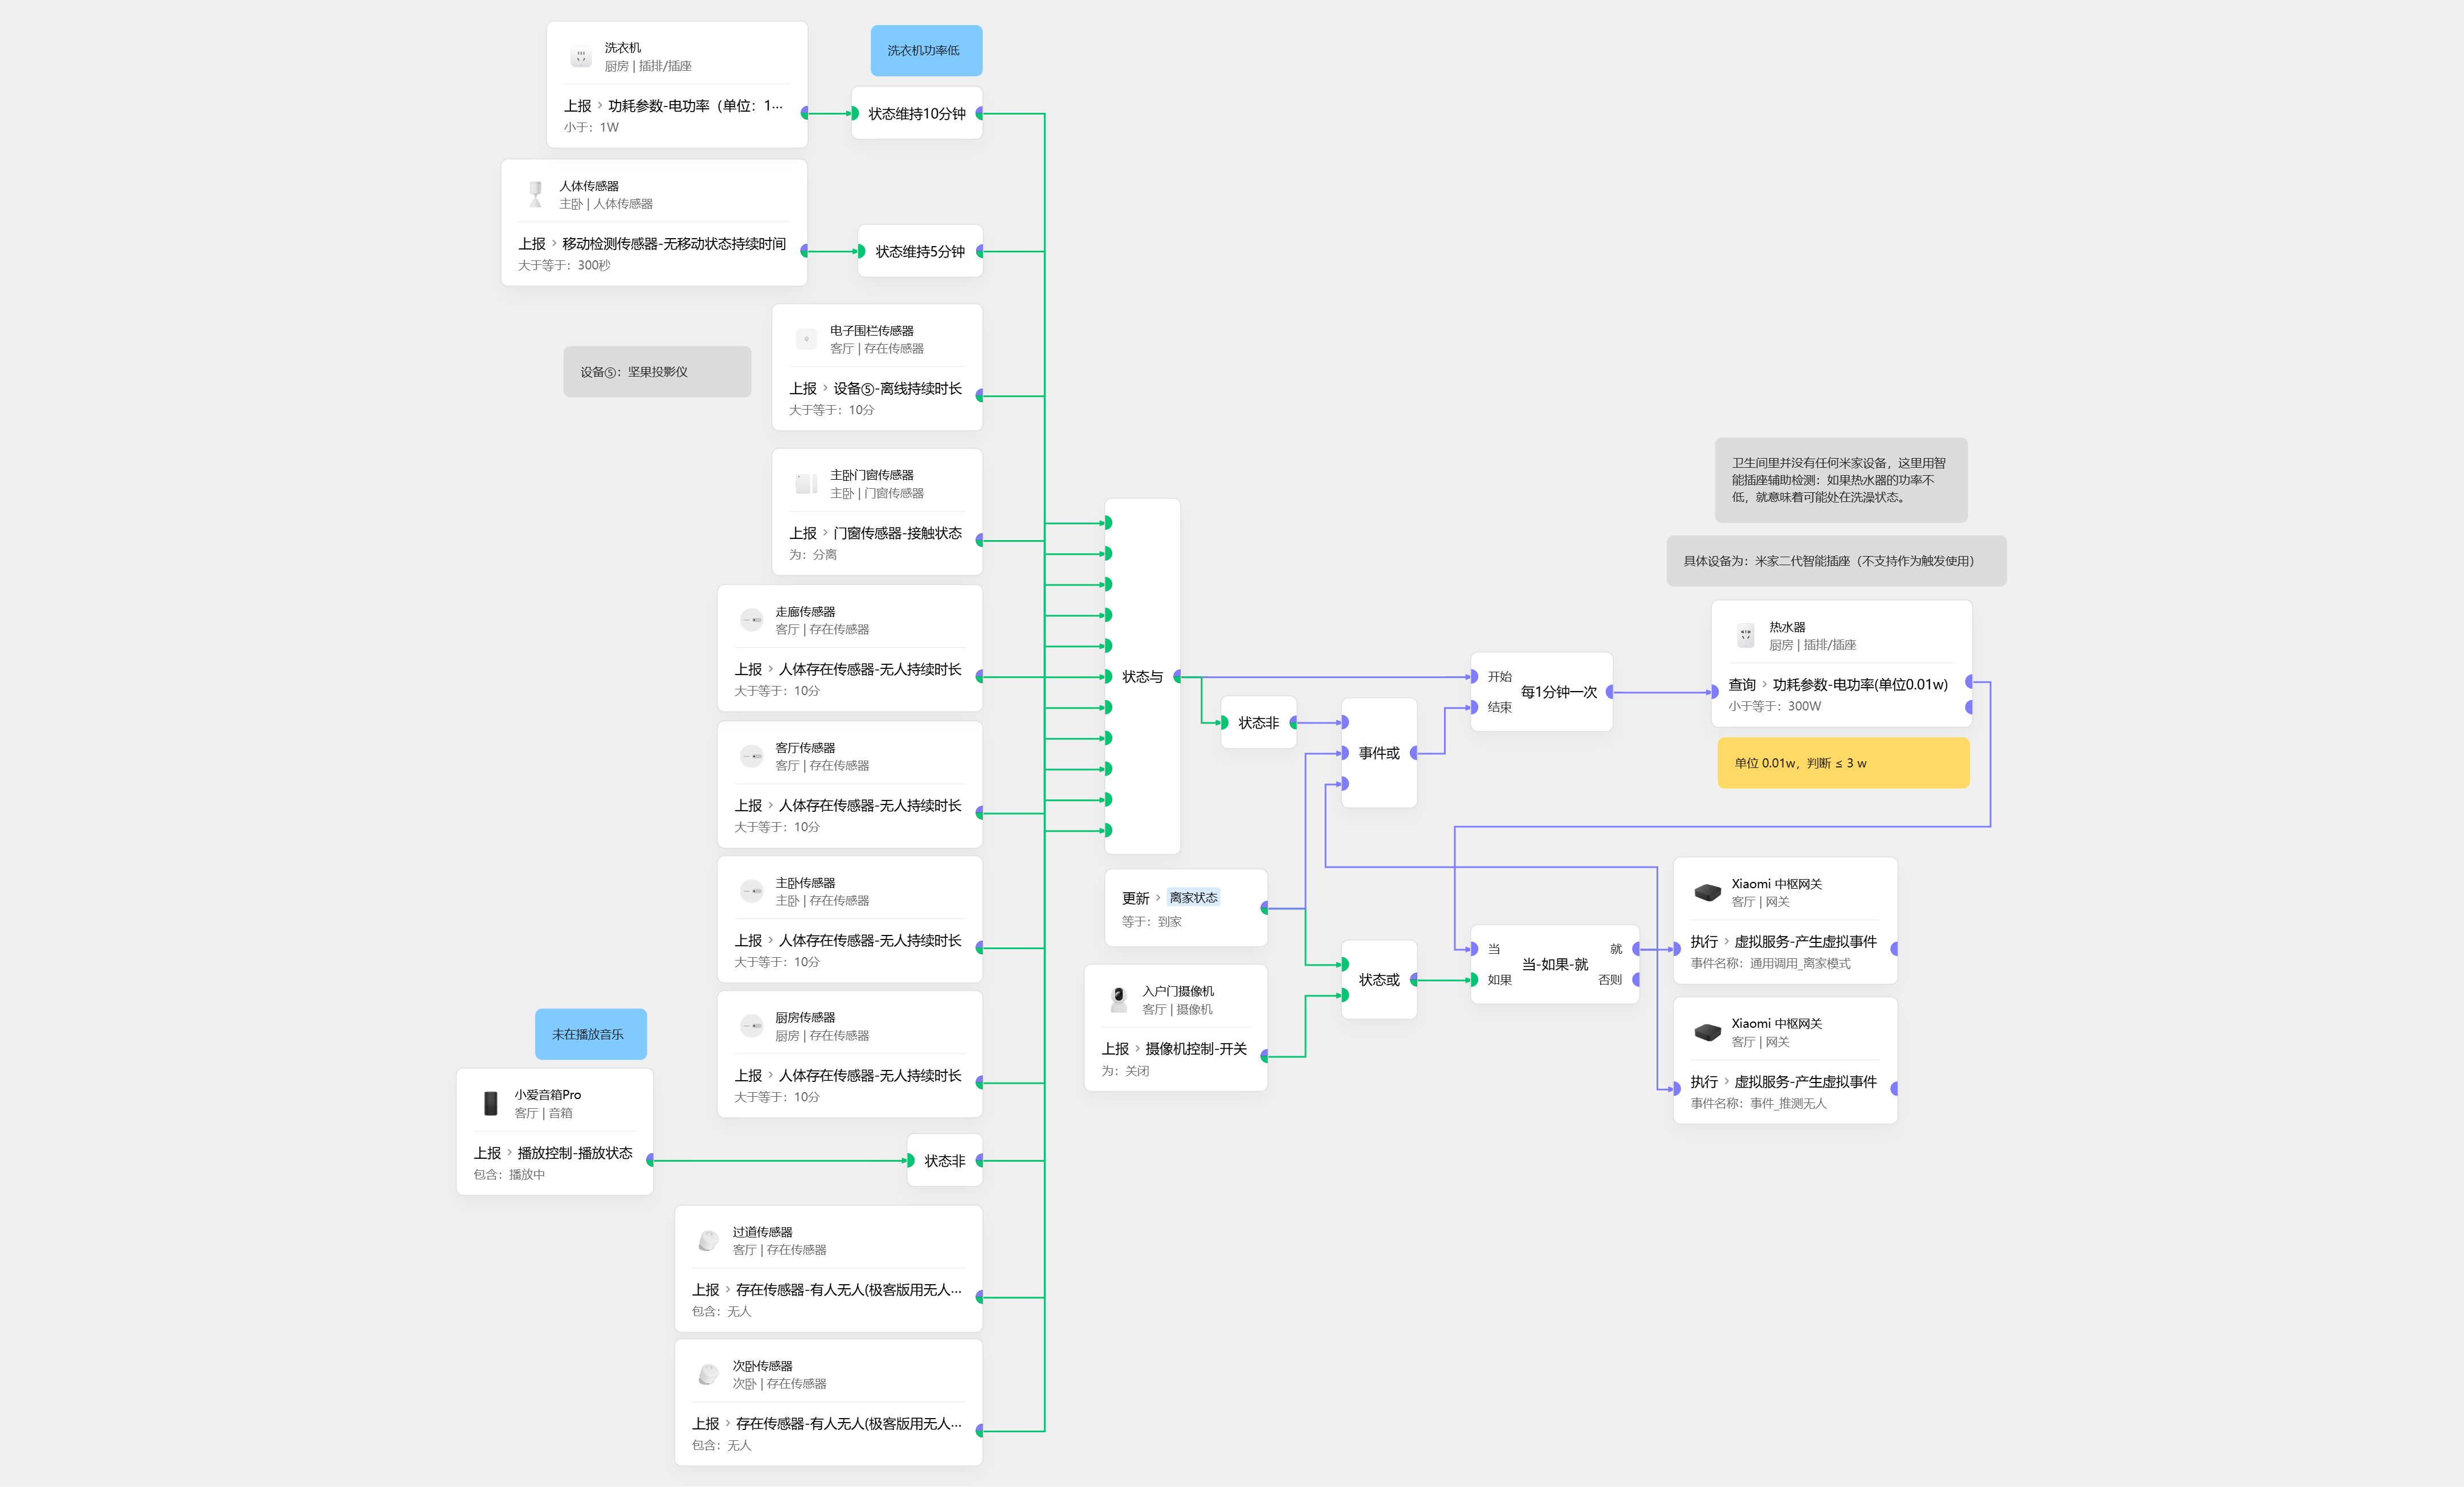 洗衣机
厨房 | 插排/插座
上报 › 功耗参数-电功率（单位：1...
小于：1W
洗衣机功率低
状态维持10分钟
人体传感器
主卧 | 人体传感器
上报 › 移动检测传感器-无移动状态持续时间
大于等于：300秒
状态维持5分钟
设备⑤：坚果投影仪
电子围栏传感器
客厅 | 存在传感器
上报 › 设备⑤-离线持续时长
大于等于：10分
主卧门窗传感器
主卧 | 门窗传感器
上报 › 门窗传感器-接触状态
为：分离
走廊传感器
客厅 | 存在传感器
上报 › 人体存在传感器-无人持续时长
大于等于：10分
客厅传感器
客厅 | 存在传感器
上报 › 人体存在传感器-无人持续时长
大于等于：10分
主卧传感器
主卧 | 存在传感器
上报 › 人体存在传感器-无人持续时长
大于等于：10分
厨房传感器
厨房 | 存在传感器
上报 › 人体存在传感器-无人持续时长
大于等于：10分
未在播放音乐
小爱音箱Pro
客厅 | 音箱
上报 › 播放控制-播放状态
包含：播放中
状态非
过道传感器
客厅 | 存在传感器
上报 › 存在传感器-有人无人(极客版用无人...
包含：无人
次卧传感器
次卧 | 存在传感器
上报 › 存在传感器-有人无人(极客版用无人...
包含：无人
状态与
状态非
事件或
更新 › 离家状态
等于：到家
入户门摄像机
客厅 | 摄像机
上报 › 摄像机控制-开关
为：关闭
状态或
开始
每1分钟一次
结束
卫生间里并没有任何米家设备，这里用智
能插座辅助检测：如果热水器的功率不
低，就意味着可能处在洗澡状态。
具体设备为：米家二代智能插座（不支持作为触发使用）
热水器
厨房 | 插排/插座
查询 › 功耗参数-电功率(单位0.01w)
小于等于：300W
单位 0.01w，判断 ≤ 3 w
当
就
当-如果-就
如果
否则
Xiaomi 中枢网关
客厅 | 网关
执行 › 虚拟服务-产生虚拟事件
事件名称：通用调用_离家模式
Xiaomi 中枢网关
客厅 | 网关
执行 › 虚拟服务-产生虚拟事件
事件名称：事件_推测无人